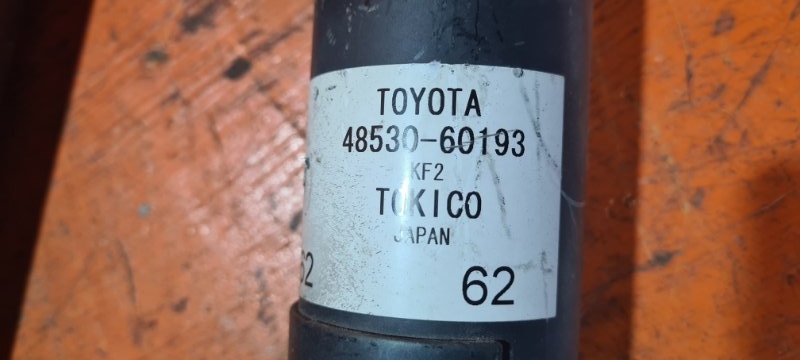 TOYOTA
48530-60193
KF2
TOKICO
JAPAN
62
62